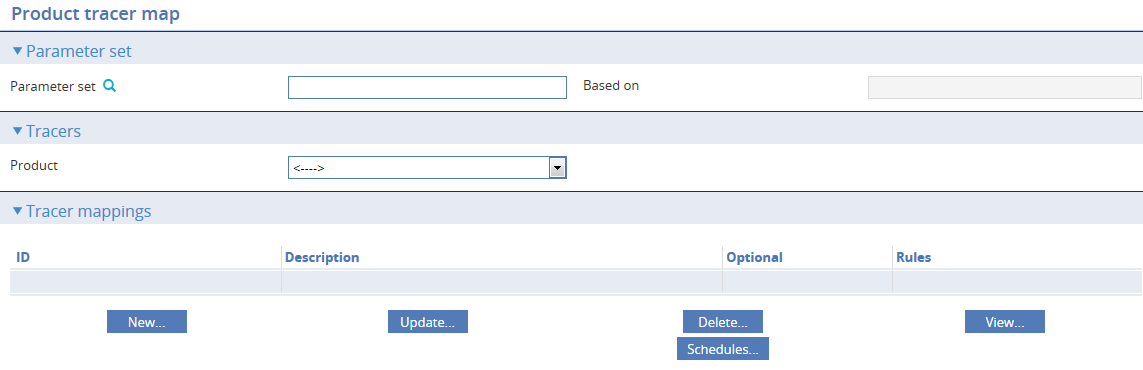 Product tracer map
Parameter set
Parameter set Based on
Tracers
Product <---->
Tracer mappings
ID Description Optional Rules
New... Update... Delete... View...
Schedules...